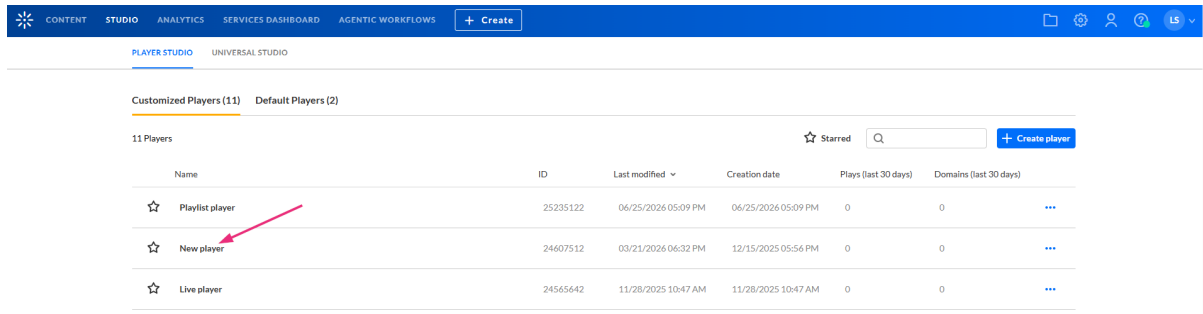 CONTENT STUDIO ANALYTICS SERVICES DASHBOARD AGENTIC WORKFLOWS + Create LS
PLAYER STUDIO UNIVERSAL STUDIO
Customized Players (11) Default Players (2)
11 Players Starred + Create player
Name ID Last modified Creation date Plays (last 30 days) Domains (last 30 days)
Playlist player 25235122 06/25/2026 05:09 PM 06/25/2026 05:09 PM 0 0
New player 24607512 03/21/2026 06:32 PM 12/15/2025 05:56 PM 0 0
Live player 24565642 11/28/2025 10:47 AM 11/28/2025 10:47 AM 0 0